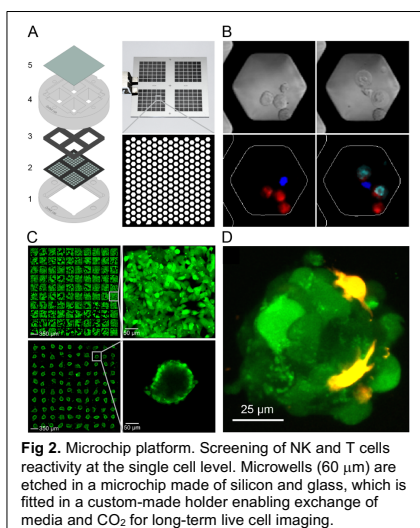 A
B
5
4
3
2
1
C
D
350 µm
50 µm
350 µm
50 µm
25 µm
Fig 2. Microchip platform. Screening of NK and T cells
reactivity at the single cell level. Microwells (60 µm) are
etched in a microchip made of silicon and glass, which is
fitted in a custom-made holder enabling exchange of
media and CO₂ for long-term live cell imaging.